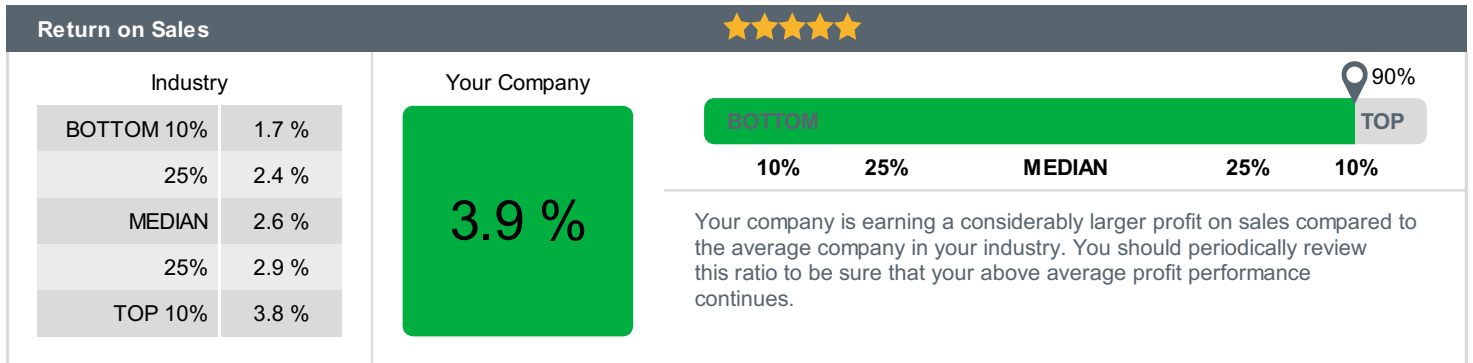 Return on Sales
Industry
BOTTOM 10% 1.7 %
25% 2.4 %
MEDIAN 2.6 %
25% 2.9 %
TOP 10% 3.8 %
Your Company
3.9 %
90%
BOTTOM TOP
10% 25% MEDIAN 25% 10%
Your company is earning a considerably larger profit on sales compared to
the average company in your industry. You should periodically review
this ratio to be sure that your above average profit performance
continues.